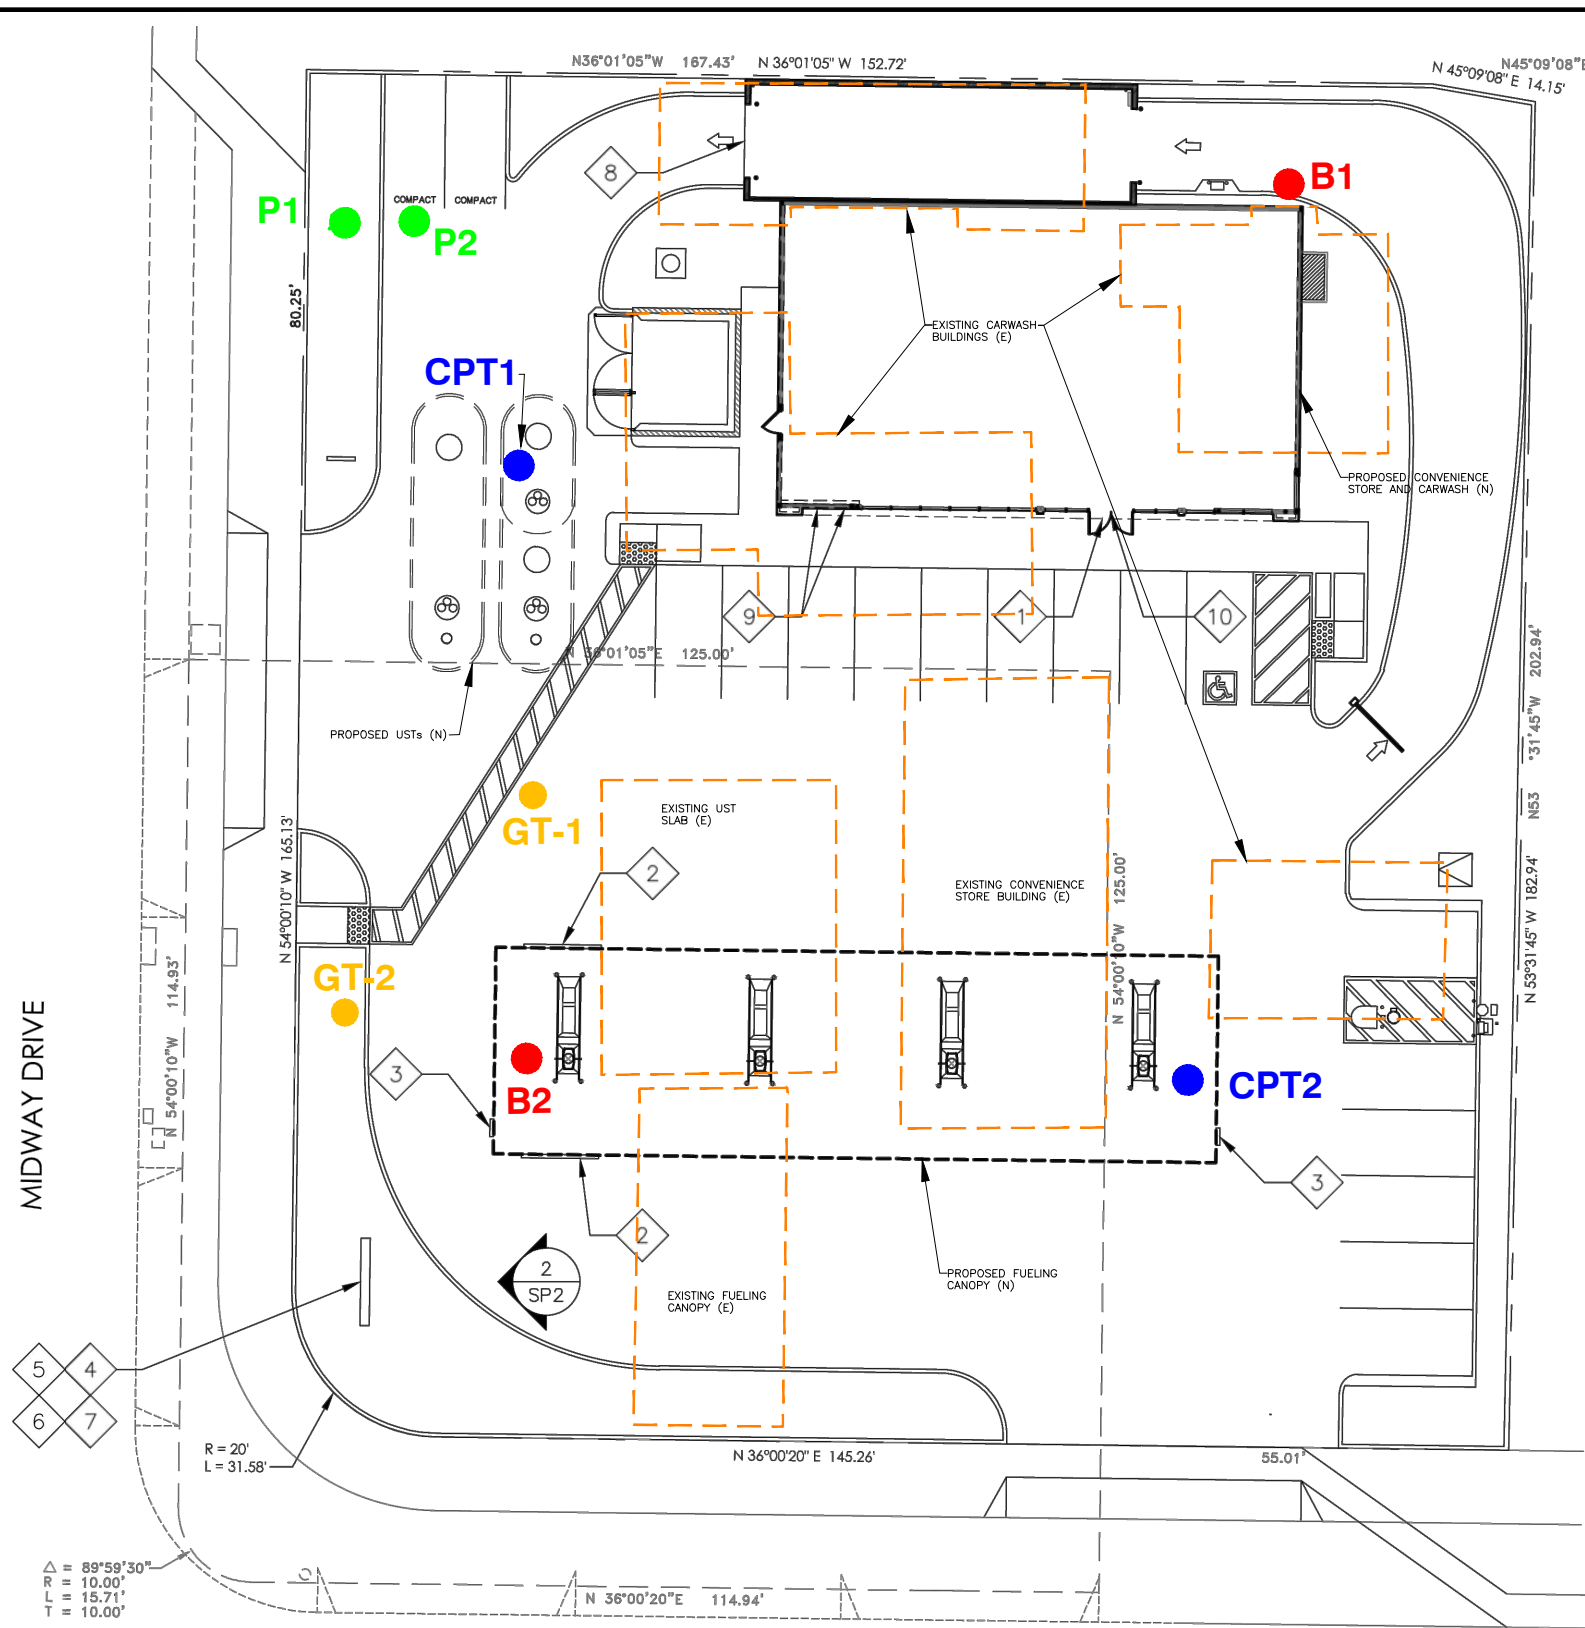 N36°01'05"W 167.43'
N 36°01'05" W 152.72'
N45°09'08"E
N 45°09'08" E 14.15'
8
B1
P1
P2
COMPACT
COMPACT
80.25'
CPT1
EXISTING CARWASH
BUILDINGS (E)
PROPOSED CONVENIENCE
STORE AND CARWASH (N)
9
1
10
N 36°01'05"E 125.00'
N53 °31'45"W 202.94'
PROPOSED USTs (N)
GT-1
EXISTING UST
SLAB (E)
2
EXISTING CONVENIENCE
STORE BUILDING (E)
N 54°00'10" W 165.13'
N 54°00'10"W 125.00'
N 53°31'45" W 182.94'
GT-2
N 54°00'10"W 114.93'
MIDWAY DRIVE
3
B2
CPT2
3
2
2
SP2
PROPOSED FUELING
CANOPY (N)
EXISTING FUELING
CANOPY (E)
5
4
6
7
R = 20'
L = 31.58'
N 36°00'20" E 145.26'
55.01'
△ = 89°59'30"
R = 10.00'
L = 15.71'
T = 10.00'
N 36°00'20"E 114.94'